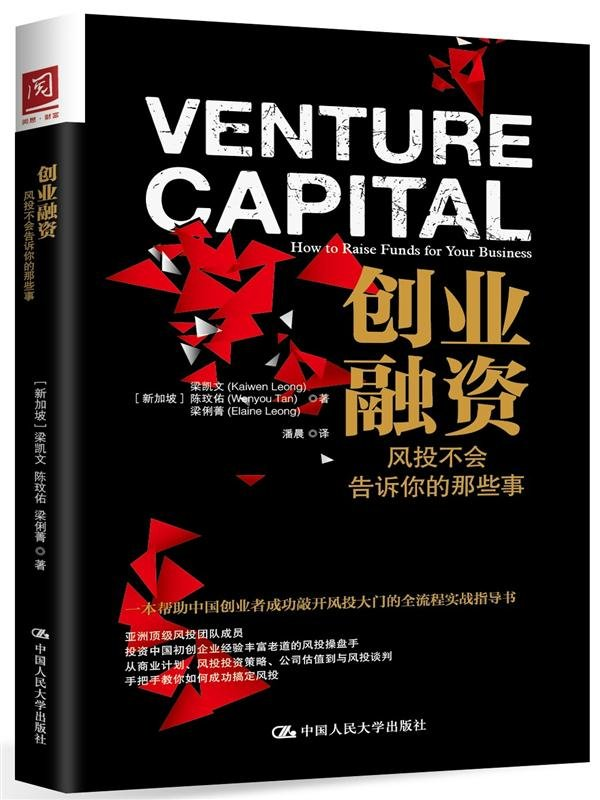 阅
阅想·财富
创业融资
风投不会告诉你的那些事
[新加坡]梁凯文 陈玟佑 梁俐菁 ◎ 著
中国人民大学出版社
VENTURE
CAPITAL
How to Raise Funds for Your Business
创业
融资
风投不会
告诉你的那些事
梁凯文 (Kaiwen Leong)
[新加坡] 陈玟佑 (Wenyou Tan) ◎ 著
梁俐菁 (Elaine Leong)
潘晨 ◎ 译
一本帮助中国创业者成功敲开风投大门的全流程实战指导书
亚洲顶级风投团队成员
投资中国初创企业经验丰富老道的风投操盘手
从商业计划、风投投资策略、公司估值到与风投谈判
手把手教你如何成功搞定风投
中国人民大学出版社